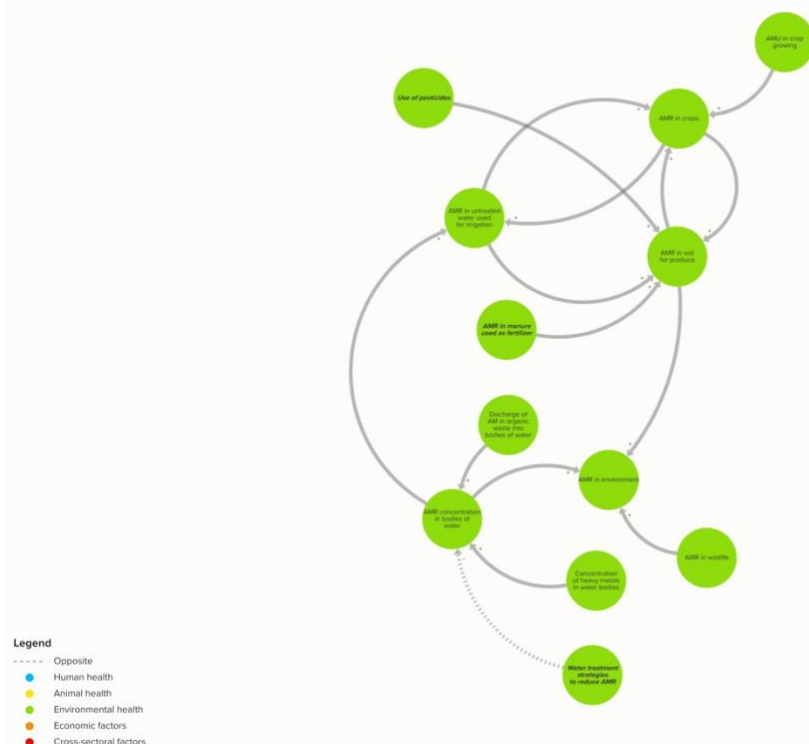 AMU in crop
growing
Use of pesticides
AMR in crops
AMR in untreated
water used
for irrigation
AMR in soil
for produce
AMR in manure
used as fertilizer
Discharge of
AM in organic
waste into
bodies of water
AMR in environment
AMR concentration
in bodies of
water
AMR in wildlife
Concentration
of heavy metals
in water bodies
Water treatment
strategies
to reduce AMR
Legend
Opposite
Human health
Animal health
Environmental health
Economic factors
Cross-sectoral factors